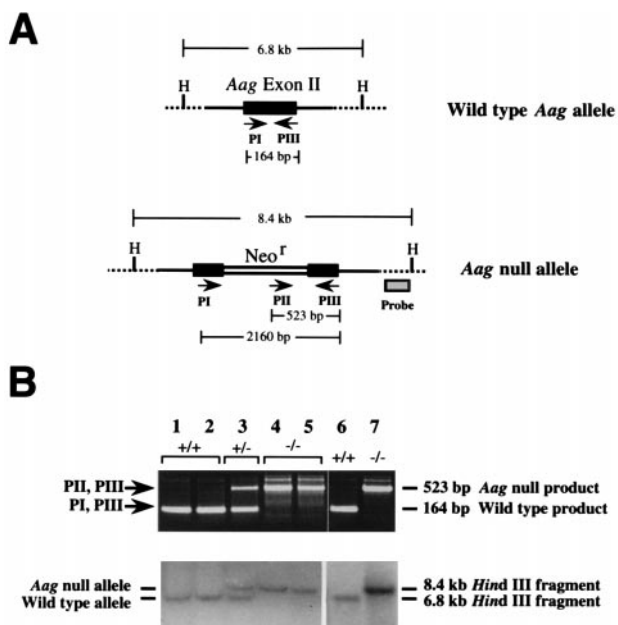 A
6.8 kb
H
H
Aag Exon II
PI
PIII
164 bp
Wild type Aag allele
8.4 kb
H
H
Neo r
PI
PII
PIII
523 bp
2160 bp
Probe
Aag null allele
B
1 2 3 4 5 6 7
+/+ +/- -/- +/+ -/-
PII, PIII
523 bp Aag null product
PI, PIII
164 bp Wild type product
Aag null allele
8.4 kb Hind III fragment
Wild type allele
6.8 kb Hind III fragment